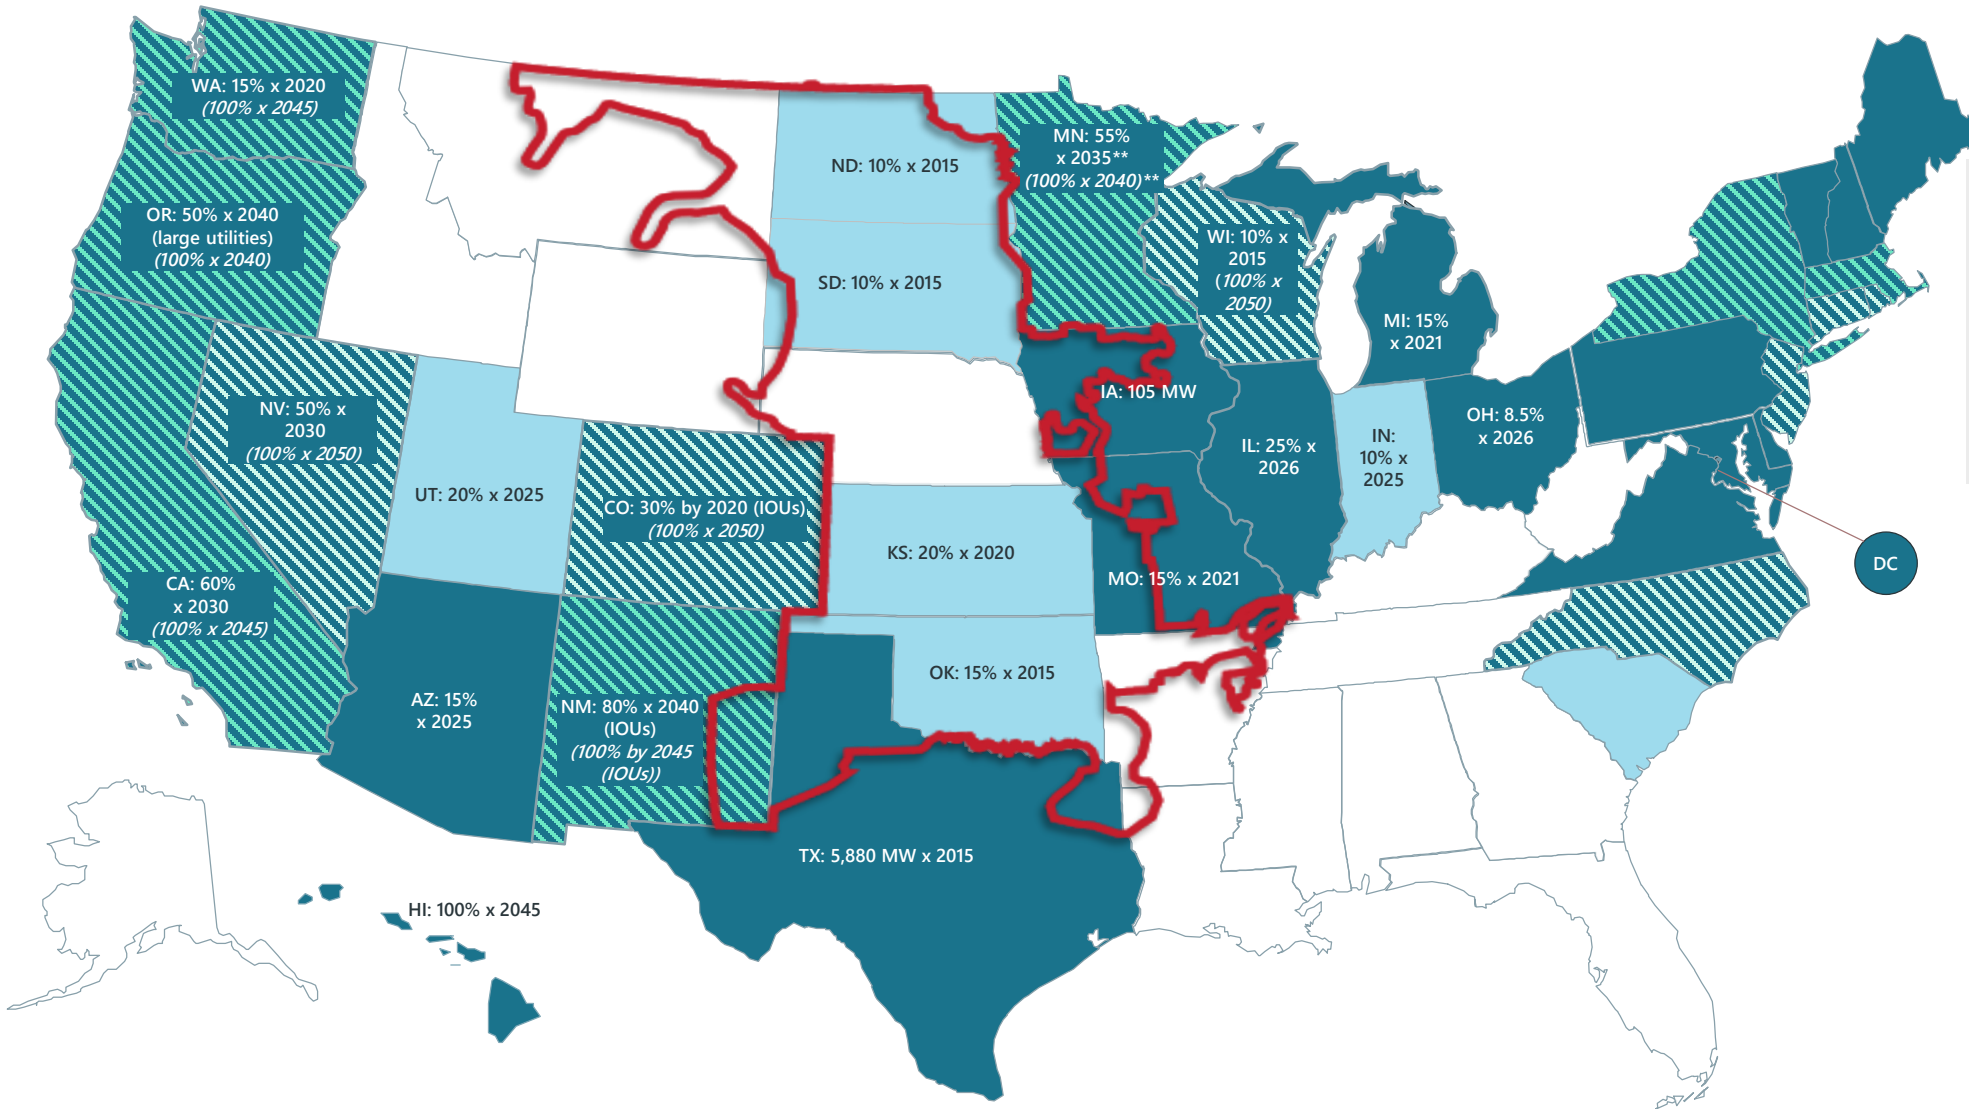 WA: 15% x 2020
(100% x 2045)
OR: 50% x 2040
(large utilities)
(100% x 2040)
CA: 60%
x 2030
(100% x 2045)
NV: 50% x
2030
(100% x 2050)
UT: 20% x 2025
AZ: 15%
x 2025
CO: 30% by 2020 (IOUs)
(100% x 2050)
NM: 80% x 2040
(IOUs)
(100% by 2045
(IOUs))
ND: 10% x 2015
SD: 10% x 2015
KS: 20% x 2020
OK: 15% x 2015
TX: 5,880 MW x 2015
MN: 55%
x 2035**
(100% x 2040)**
WI: 10% x
2015
(100% x
2050)
IA: 105 MW
MO: 15% x 2021
IL: 25% x
2026
MI: 15%
x 2021
IN:
10% x
2025
OH: 8.5%
x 2026
DC
HI: 100% x 2045